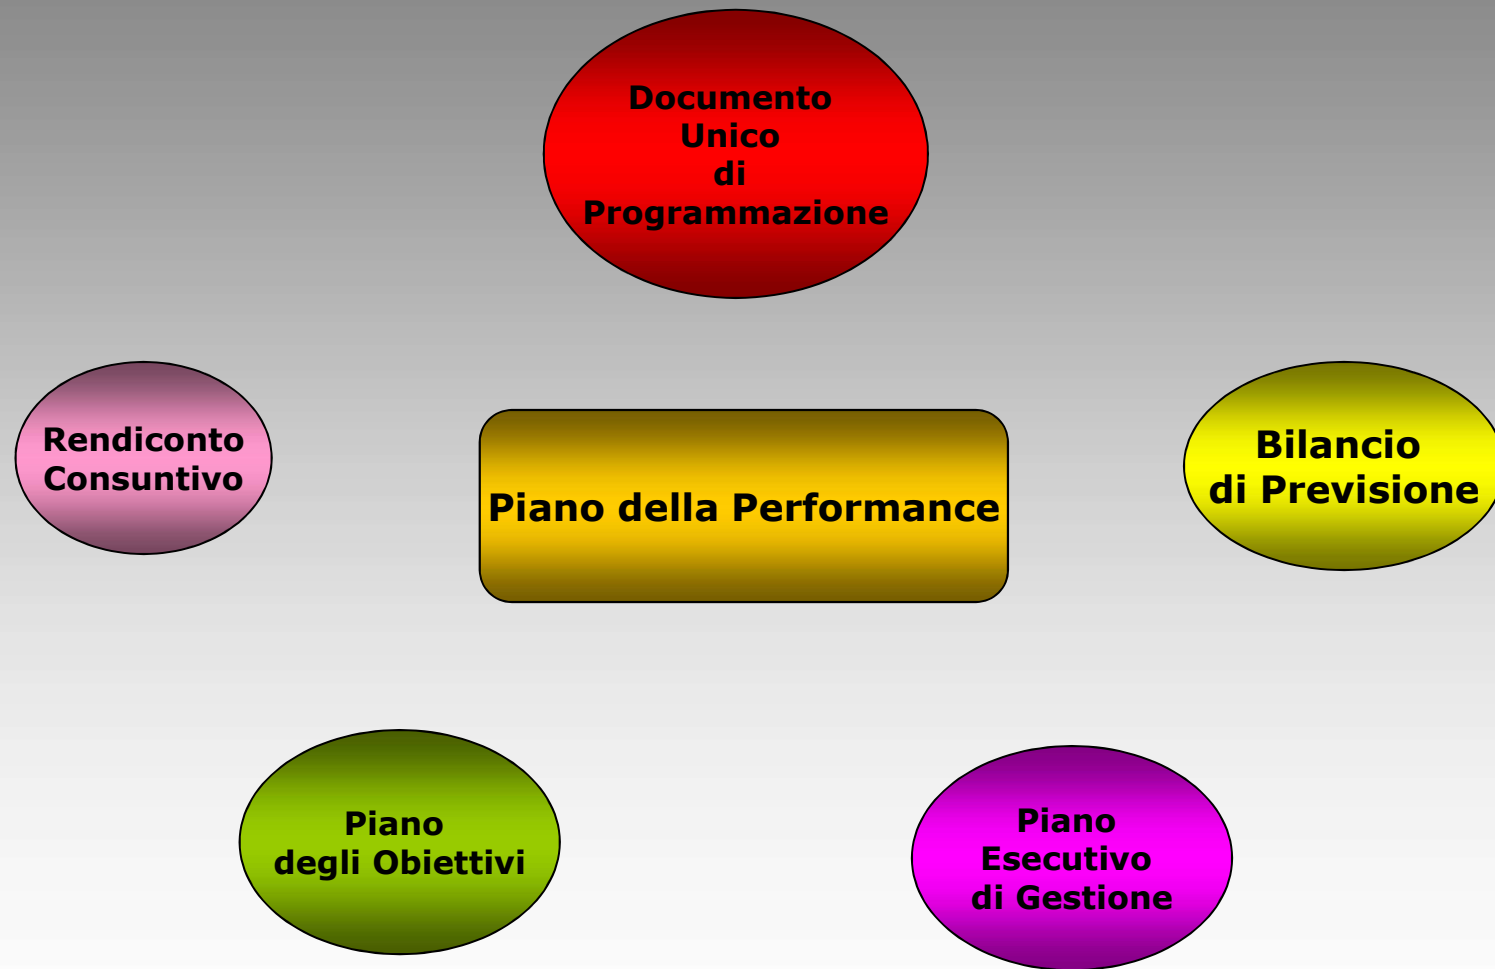 Documento
Unico
di
Programmazione
Rendiconto
Consuntivo
Piano della Performance
Bilancio
di Previsione
Piano
degli Obiettivi
Piano
Esecutivo
di Gestione